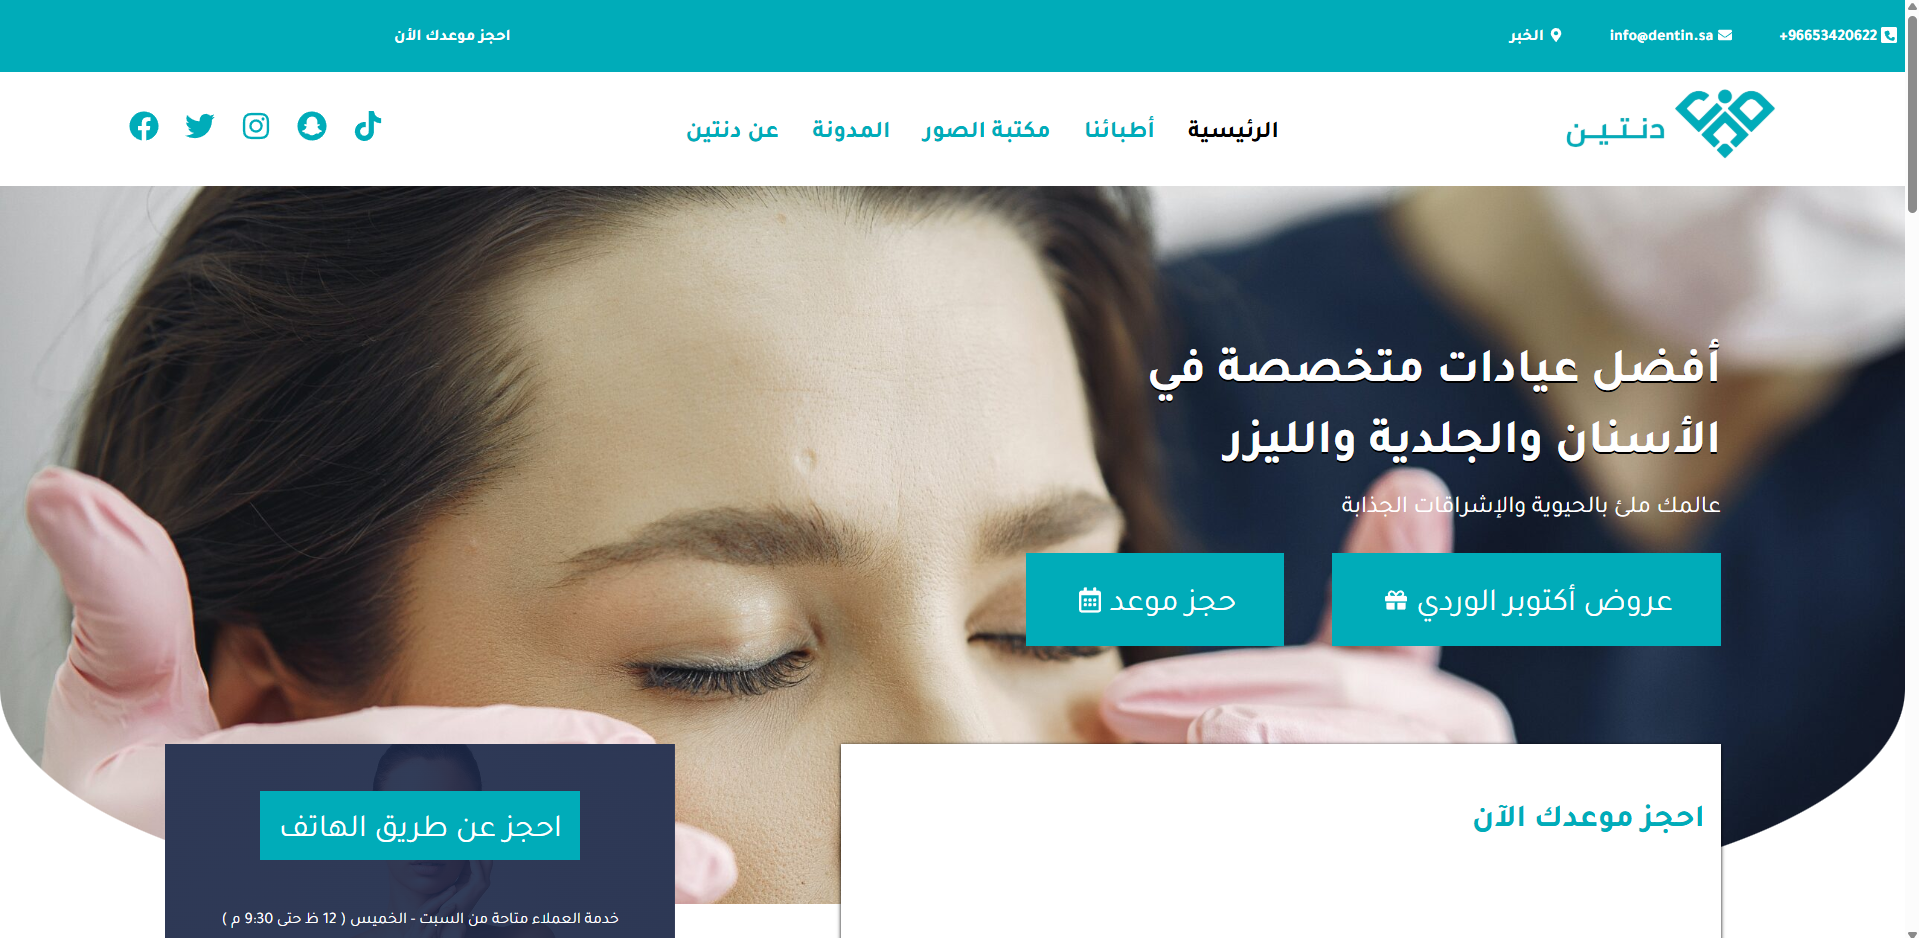 +96653420622
info@dentin.sa
الخبر
احجز موعدك الأن
دنـتـيـن
الرئيسية
أطبائنا
مكتبة الصور
المدونة
عن دنتين
أفضل عيادات متخصصة في
الأسنان والجلدية والليزر
عالمك ملئ بالحيوية والإشراقات الجذابة
عروض أكتوبر الوردي
حجز موعد
احجز موعدك الآن
احجز عن طريق الهاتف
خدمة العملاء متاحة من السبت - الخميس ( 12 ظ حتى 9:30 م )